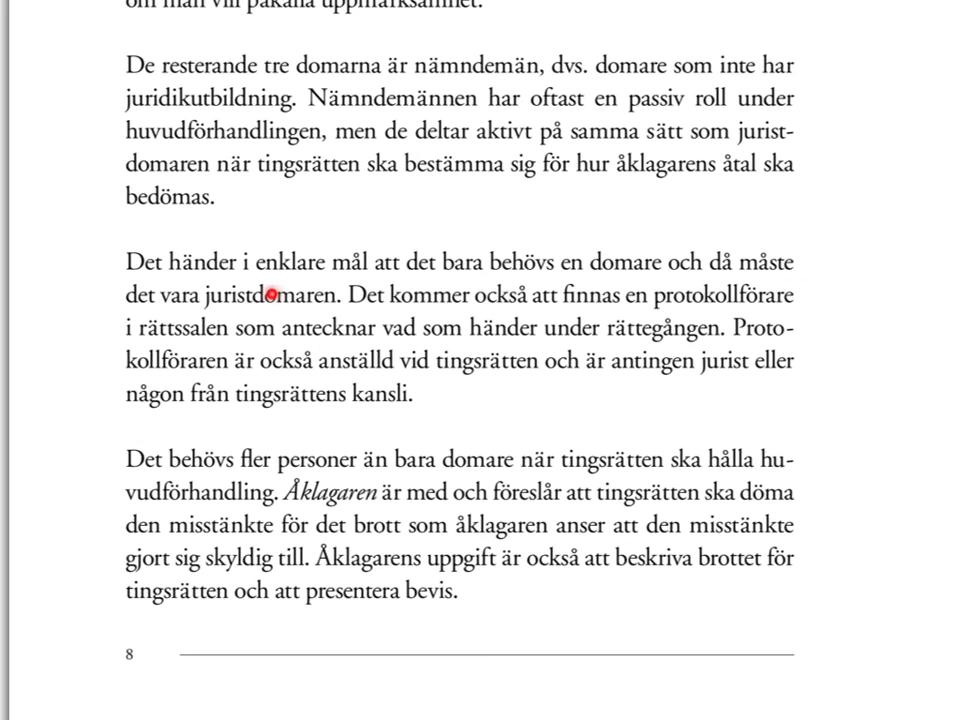 om man vill påkalla uppmärksamhet.
De resterande tre domarna är nämndemän, dvs. domare som inte har
juridikutbildning. Nämndemännen har oftast en passiv roll under
huvudförhandlingen, men de deltar aktivt på samma sätt som jurist-
domaren när tingsrätten ska bestämma sig för hur åklagarens åtal ska
bedömas.
Det händer i enklare mål att det bara behövs en domare och då måste
det vara juristdomaren. Det kommer också att finnas en protokollförare
i rättssalen som antecknar vad som händer under rättegången. Proto-
kollföraren är också anställd vid tingsrätten och är antingen jurist eller
någon från tingsrättens kansli.
Det behövs fler personer än bara domare när tingsrätten ska hålla hu-
vudförhandling. Åklagaren är med och föreslår att tingsrätten ska döma
den misstänkte för det brott som åklagaren anser att den misstänkte
gjort sig skyldig till. Åklagarens uppgift är också att beskriva brottet för
tingsrätten och att presentera bevis.
8